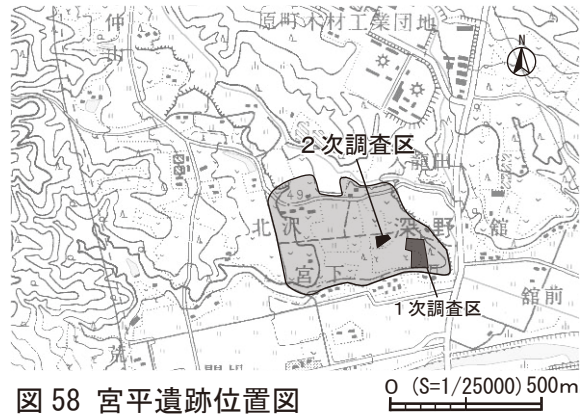 仲
原町木材工業団地
N
2次調査区
49
北沢
深野
舘
宮下
舘前
1次調査区
荒
図58 宮平遺跡位置図
0 (S=1/25000) 500m